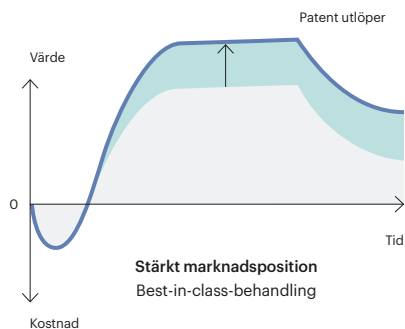 Patent utlöper
Värde
0
Tid
Stärkt marknadsposition
Best-in-class-behandling
Kostnad